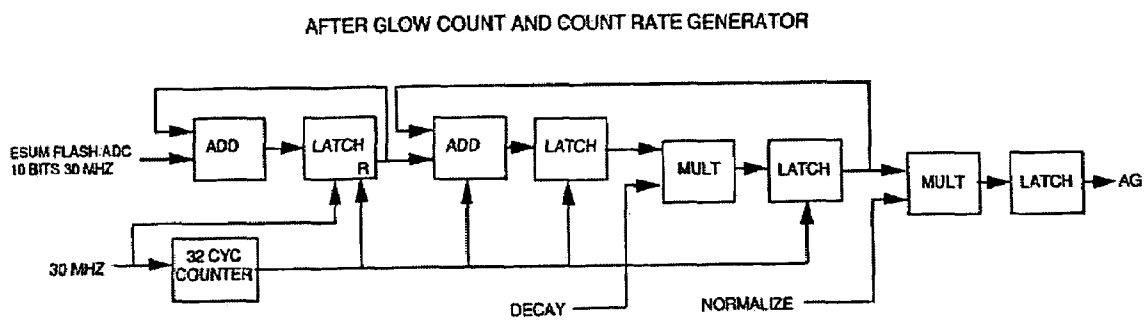 AFTER GLOW COUNT AND COUNT RATE GENERATOR
ESUM FLASH ADC
10 BITS 30 MHZ
ADD
LATCH
R
ADD
LATCH
MULT
LATCH
MULT
LATCH
AG
30 MHZ
32 CYC
COUNTER
DECAY
NORMALIZE